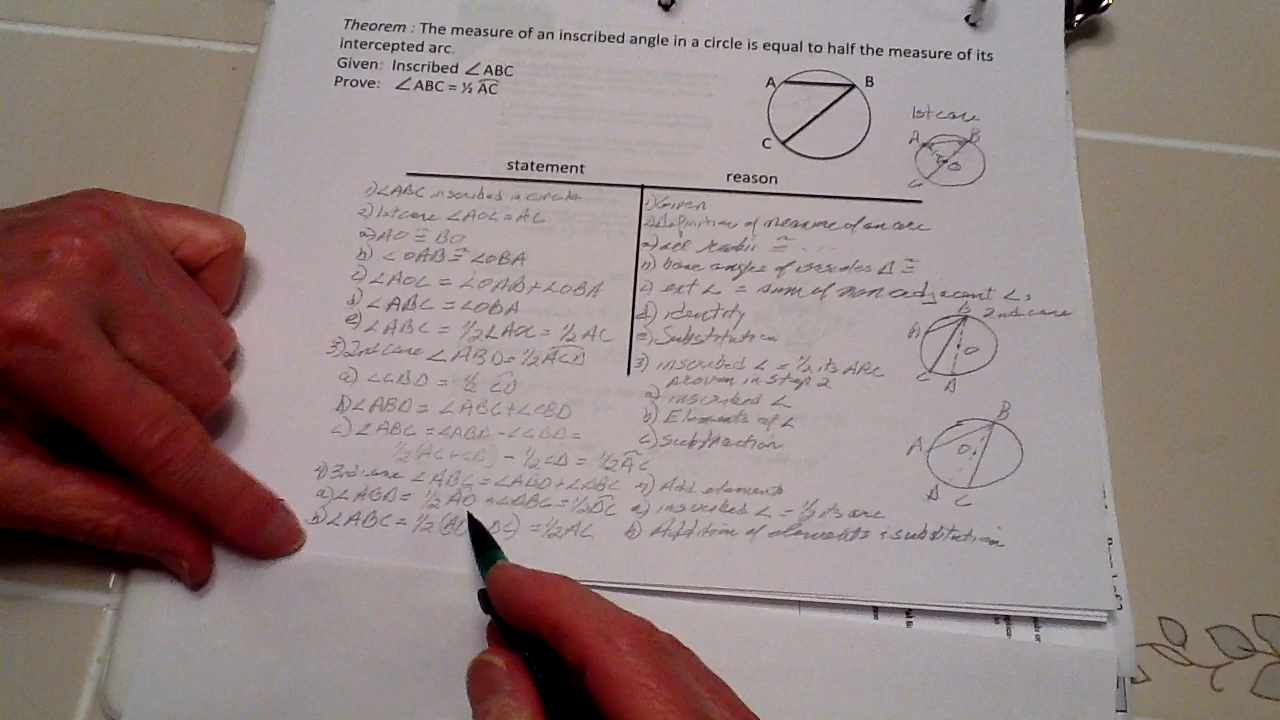 Theorem : The measure of an inscribed angle in a circle is equal to half the measure of its
intercepted arc.
Given: Inscribed ∠ABC
Prove: ∠ABC = ½ AC
A
B
C
1st case
A
B
O
C
statement
reason
1) ∠ABC inscribed in circle
1) Given
2) 1st case ∠AOC = AC
2) definition of measure of an arc
a) AO ≅ BO
a) all radii ≅
b) ∠OAB ≅ ∠OBA
b) base angles of isosceles Δ ≅
c) ∠AOC = ∠OAB + ∠OBA
c) ext ∠ = sum of non adjacent ∠s
d) ∠ABC = ∠OBA
d) identity
e) ∠ABC = 1/2 ∠AOC = 1/2 AC
e) Substitution
3) 2nd case ∠ABD = 1/2 ACD
3) inscribed ∠ = 1/2 its ARC
proven in step 2
a) ∠CBD = 1/2 CD
a) inscribed ∠
b) ∠ABD = ∠ABC + ∠CBD
b) Elements of ∠
c) ∠ABC = ∠ABD - ∠CBD =
c) subtraction
1/2 (AC + CD) - 1/2 CD = 1/2 AC
B 2nd case
A
O
C
D
B
A
O
D
C
4) 3rd case ∠ABC = ∠ABD + ∠DBC
4) Add elements
= 1/2 AD
∠DBC = 1/2 DC
a) inscribed ∠ = 1/2 its arc
b) ∠ABC = 1/2 (
) = 1/2 AC
b) Addition of elements & substitution